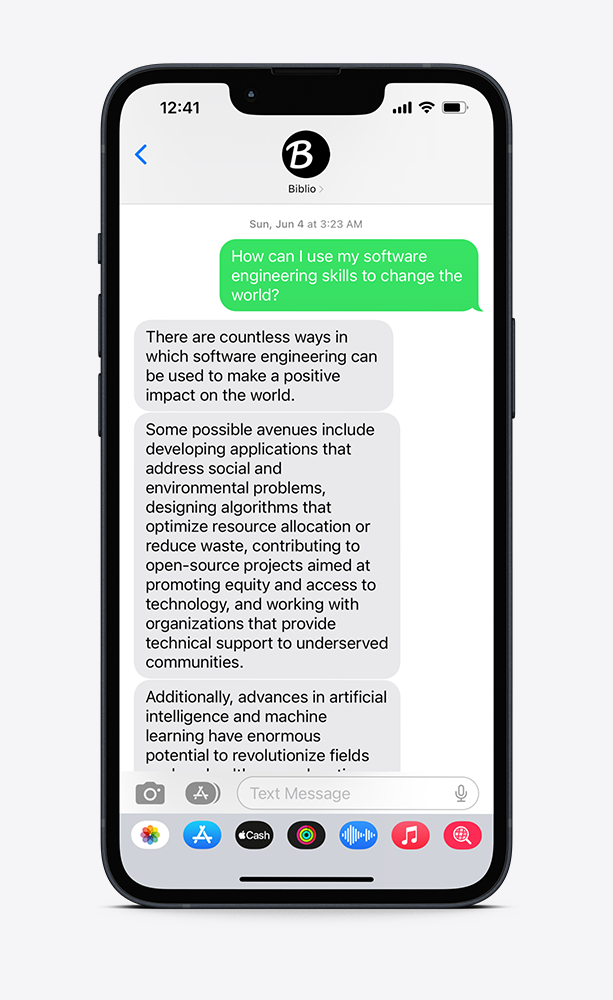 12:41
B
Biblio
Sun, Jun 4 at 3:23 AM
How can I use my software
engineering skills to change the
world?
There are countless ways in
which software engineering can
be used to make a positive
impact on the world.
Some possible avenues include
developing applications that
address social and
environmental problems,
designing algorithms that
optimize resource allocation or
reduce waste, contributing to
open-source projects aimed at
promoting equity and access to
technology, and working with
organizations that provide
technical support to underserved
communities.
Additionally, advances in artificial
intelligence and machine
learning have enormous
potential to revolutionize fields
Text Message
Cash